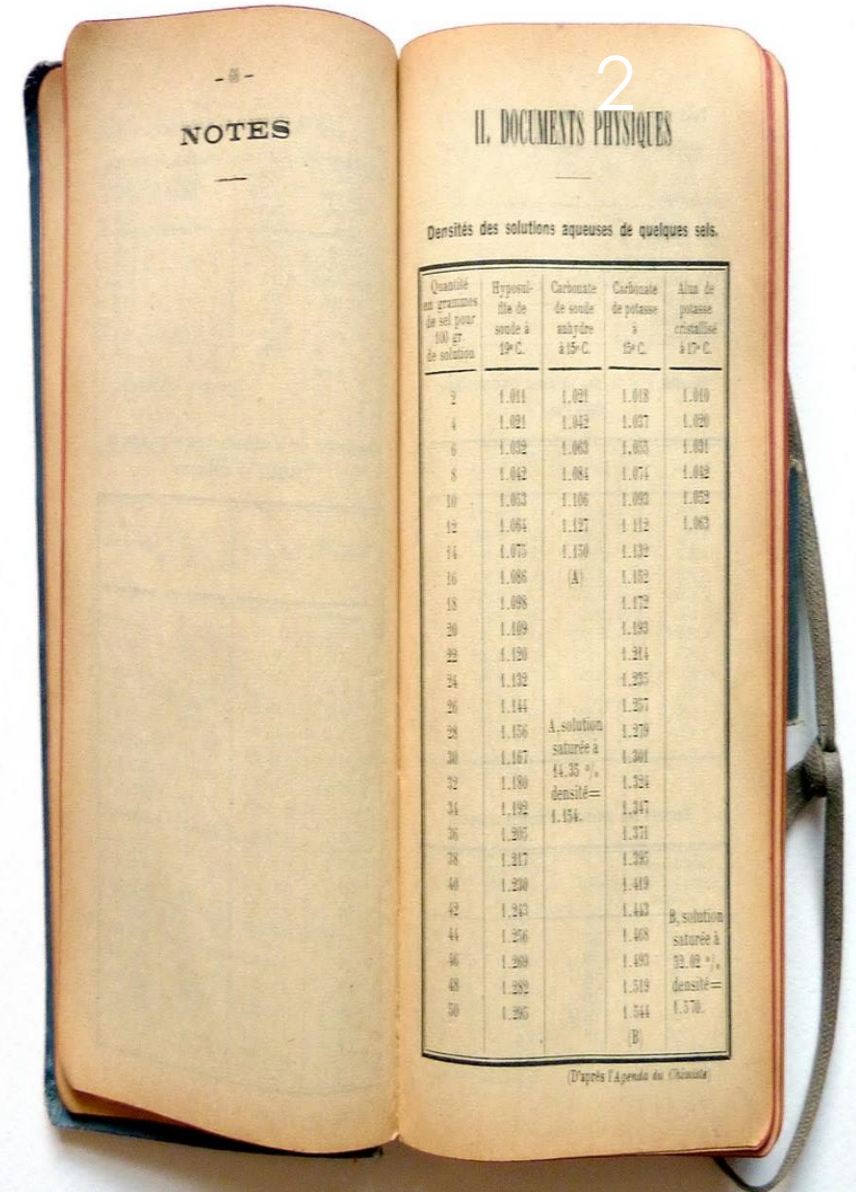 NOTES
2
II. DOCUMENTS PHYSIQUES
Densités des solutions aqueuses de quelques sels.
Quantité en grammes de sel pour 100 gr de solution | Hyposulfite de soude à 19° C. | Carbonate de soude anhydre à 15° C. | Carbonate de potasse à 15° C. | Alun de potasse cristallisé à 17° C.
2 1.011 1.021 1.018 1.010
4 1.021 1.042 1.037 1.020
6 1.032 1.063 1.055 1.031
8 1.042 1.084 1.074 1.042
10 1.053 1.106 1.093 1.052
12 1.064 1.127 1 112 1.063
14 1.075 1.150 1.132
16 1.086 (A) 1.152
18 1.098 1.172
20 1.109 1.193
22 1.120 1.214
24 1.132 1.235
26 1.144 1.257
28 1.156 1.279
30 1.167 1.301
32 1.180 1.324
34 1.192 1.347
36 1.205 1.371
38 1.217 1.395
40 1.230 1.419
42 1.243 1.443
44 1.256 1.468
46 1.269 1.493
48 1.282 1.519
50 1.295 1.544
(B)
A, solution
saturée à
14.35 %
densité=
1.154.
B, solution
saturée à
%
densité=
1.570.
(D'après l'Agenda du Chimiste)